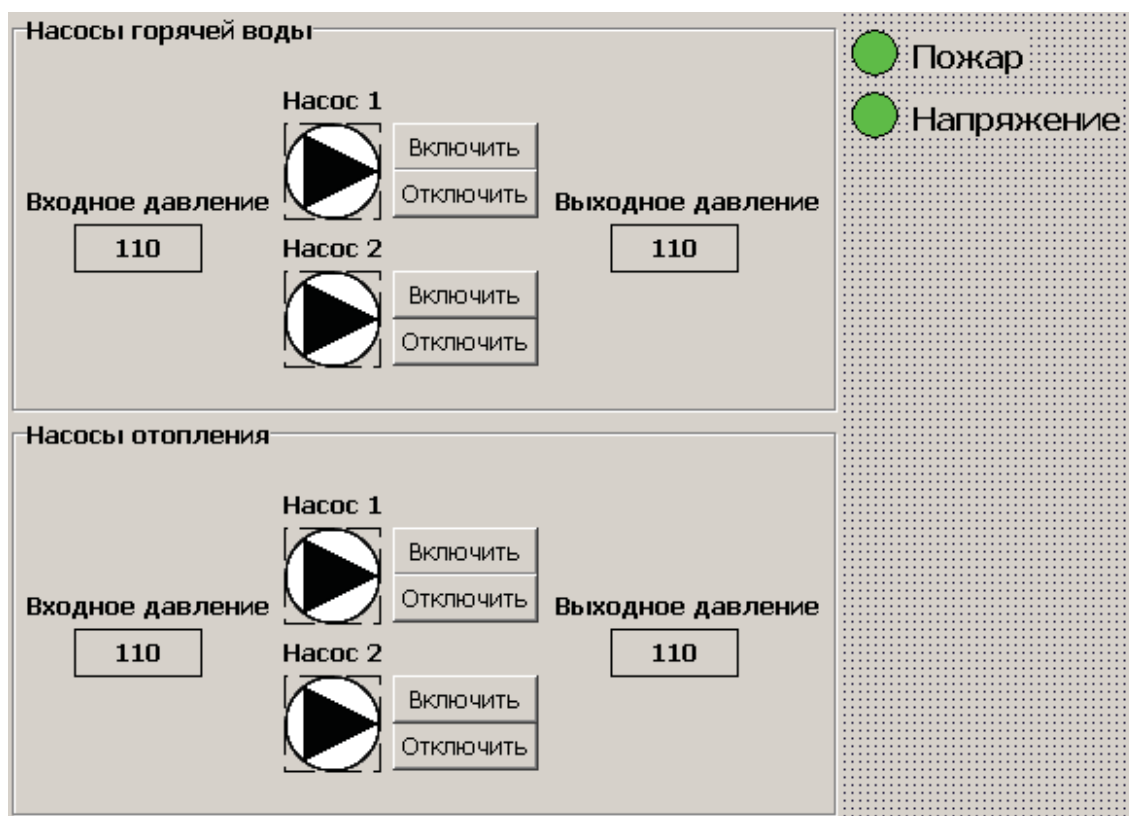 Насосы горячей воды
Насос 1
Включить
Отключить
Входное давление
110
Выходное давление
110
Насос 2
Включить
Отключить
Насосы отопления
Насос 1
Включить
Отключить
Входное давление
110
Выходное давление
110
Насос 2
Включить
Отключить
Пожар
Напряжение